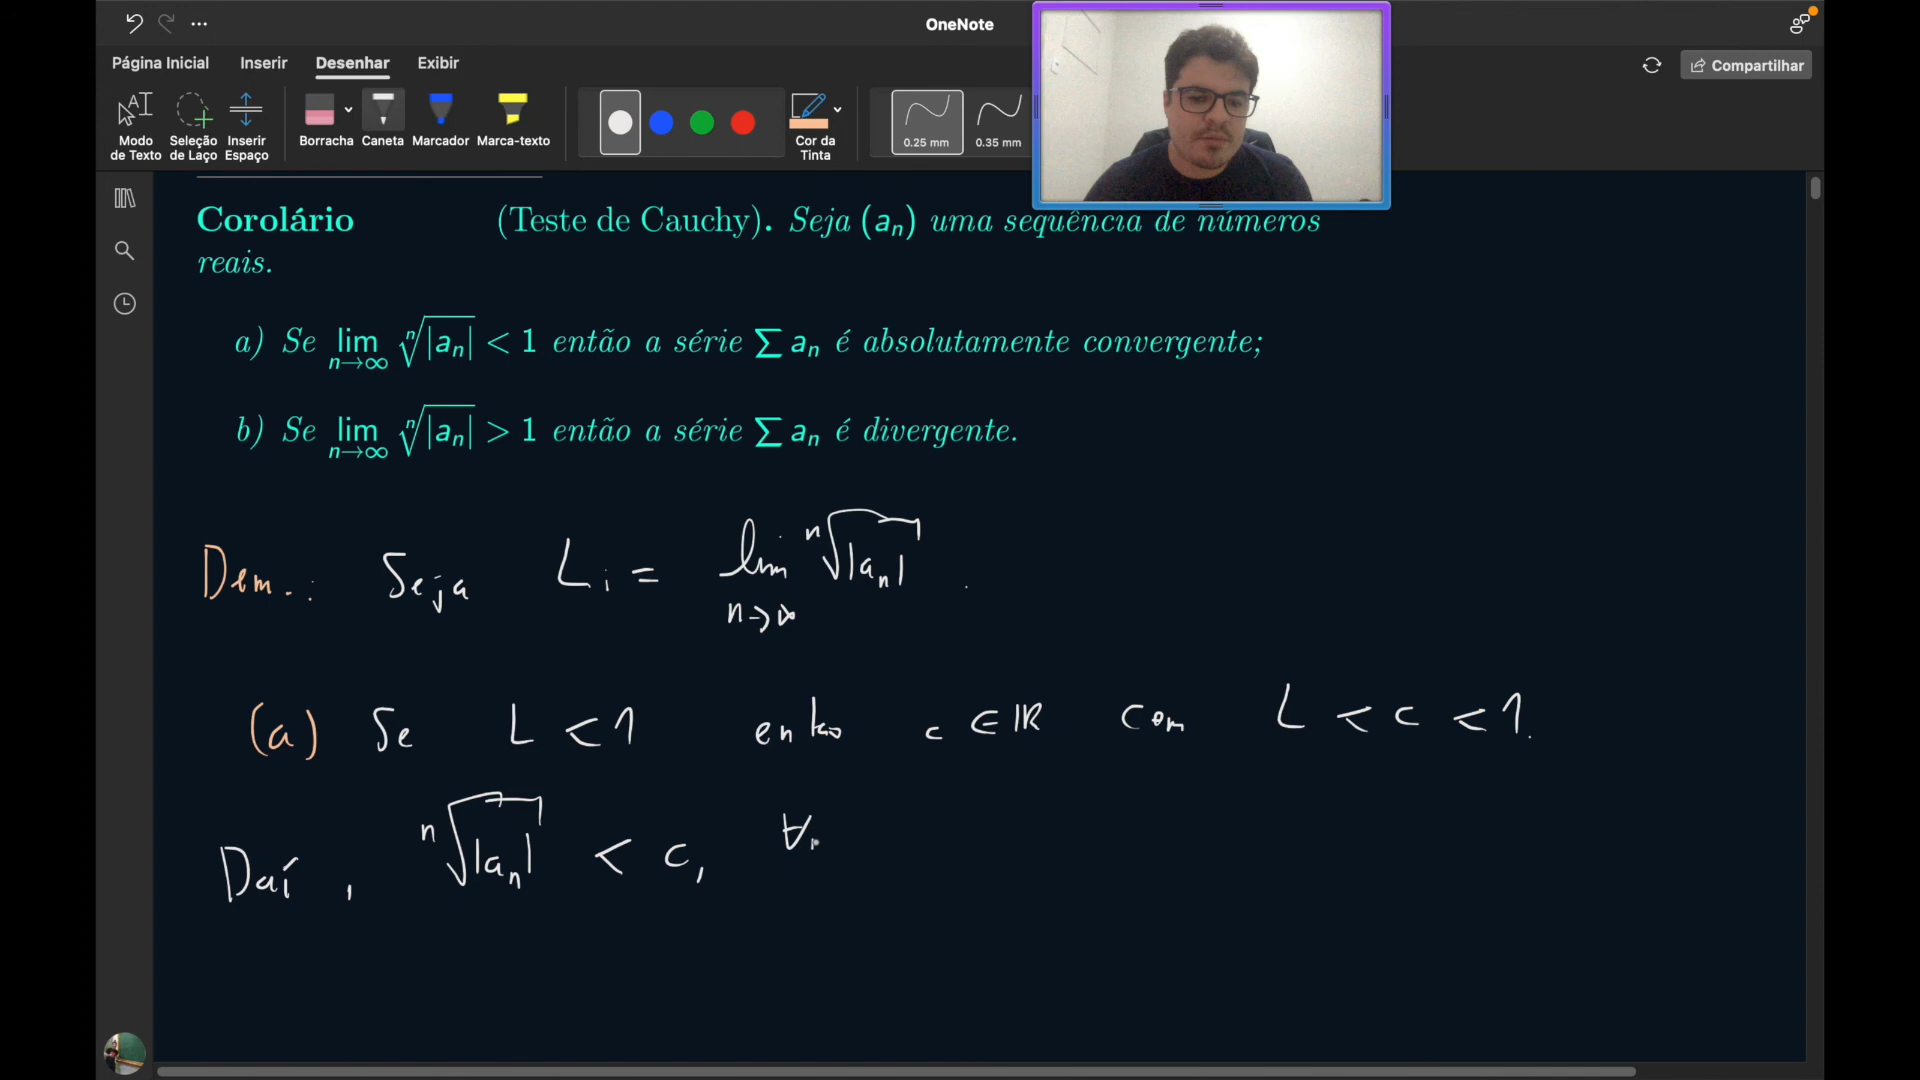 OneNote
Página Inicial Inserir Desenhar Exibir
Compartilhar
Modo de Texto Seleção de Laço Inserir Espaço Borracha Caneta Marcador Marca-texto Cor da Tinta 0.25 mm 0.35 mm
Corolário (Teste de Cauchy). Seja (aₙ) uma sequência de números
reais.
a) Se lim n→∞ ⁿ√|aₙ| < 1 então a série ∑ aₙ é absolutamente convergente;
b) Se lim n→∞ ⁿ√|aₙ| > 1 então a série ∑ aₙ é divergente.
Dem.: Seja L := lim n→∞ ⁿ√|aₙ| .
(a) Se L < 1 então c ∈ ℝ com L < c < 1.
Daí, ⁿ√|aₙ| < c, ∀